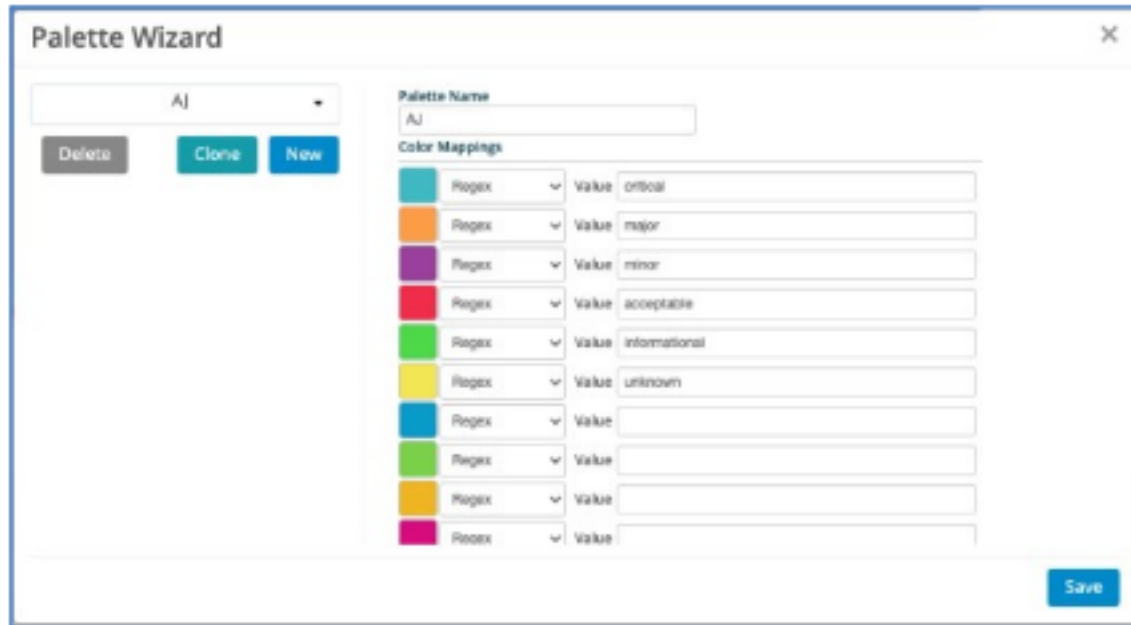 Palette Wizard ×
AJ
Delete Clone New
Palette Name
AJ
Color Mappings
Regex Value critical
Regex Value major
Regex Value minor
Regex Value acceptable
Regex Value informational
Regex Value unknown
Regex Value
Regex Value
Regex Value
Regex Value
Save